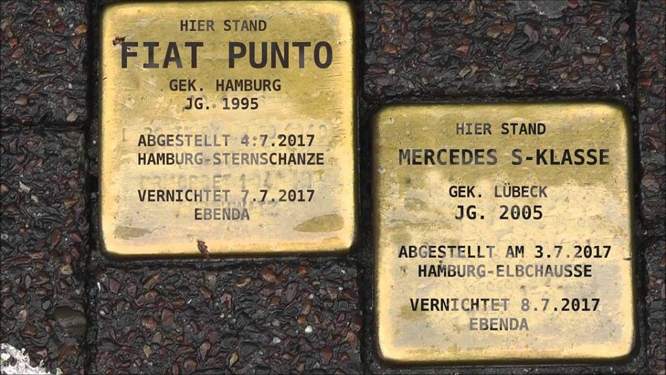 HIER STAND
FIAT PUNTO
GEK. HAMBURG
JG. 1995
ABGESTELLT 4.7.2017
HAMBURG-STERNSCHANZE
VERNICHTET 7.7.2017
EBENDA
HIER STAND
MERCEDES S-KLASSE
GEK. LÜBECK
JG. 2005
ABGESTELLT AM 3.7.2017
HAMBURG-ELBCHAUSSE
VERNICHTET 8.7.2017
EBENDA